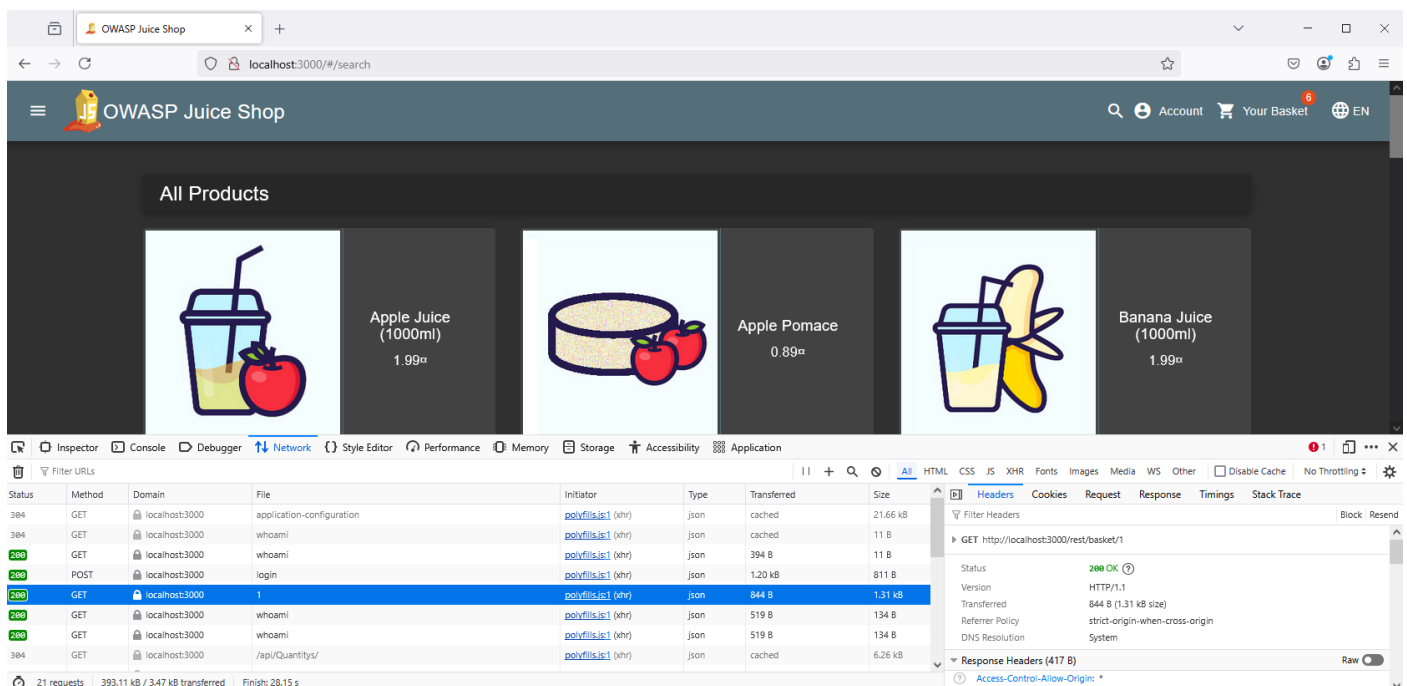 OWASP Juice Shop
localhost:3000/#/search
OWASP Juice Shop
Account
Your Basket
6
EN
All Products
Apple Juice
(1000ml)
1.99¤
Apple Pomace
0.89¤
Banana Juice
(1000ml)
1.99¤
Inspector Console Debugger Network Style Editor Performance Memory Storage Accessibility Application 1
Filter URLs All HTML CSS JS XHR Fonts Images Media WS Other Disable Cache No Throttling
Status Method Domain File Initiator Type Transferred Size
304 GET localhost:3000 application-configuration polyfills.js:1 (xhr) json cached 21.66 kB
304 GET localhost:3000 whoami polyfills.js:1 (xhr) json cached 11 B
200 GET localhost:3000 whoami polyfills.js:1 (xhr) json 394 B 11 B
200 POST localhost:3000 login polyfills.js:1 (xhr) json 1.20 kB 811 B
200 GET localhost:3000 1 polyfills.js:1 (xhr) json 844 B 1.31 kB
200 GET localhost:3000 whoami polyfills.js:1 (xhr) json 519 B 134 B
200 GET localhost:3000 whoami polyfills.js:1 (xhr) json 519 B 134 B
304 GET localhost:3000 /api/Quantitys/ polyfills.js:1 (xhr) json cached 6.26 kB
21 requests 393.11 kB / 3.47 kB transferred Finish: 28.15 s
Headers Cookies Request Response Timings Stack Trace
Filter Headers Block Resend
GET http://localhost:3000/rest/basket/1
Status 200 OK
Version HTTP/1.1
Transferred 844 B (1.31 kB size)
Referrer Policy strict-origin-when-cross-origin
DNS Resolution System
Response Headers (417 B) Raw
Access-Control-Allow-Origin: *